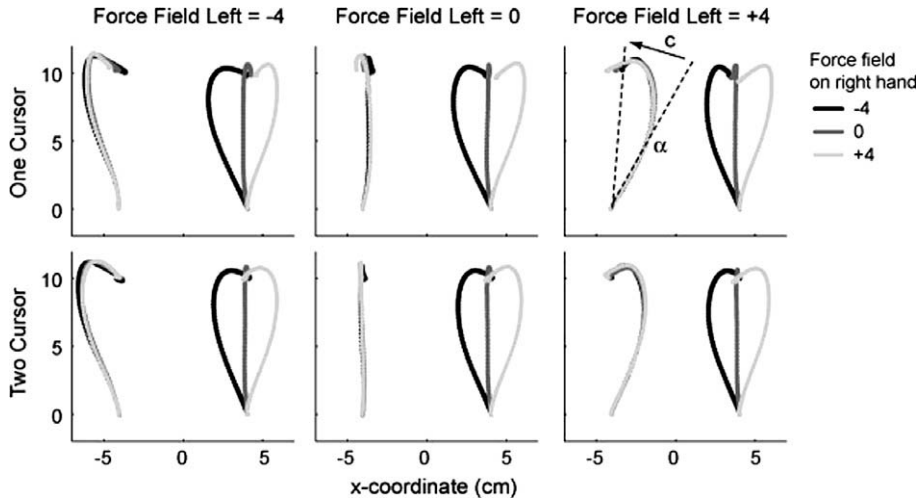 Force Field Left = -4
Force Field Left = 0
Force Field Left = +4
One Cursor
10
5
0
c
α
Force field
on right hand
-4
0
+4
Two Cursor
10
5
0
-5 0 5
-5 0 5
-5 0 5
x-coordinate (cm)